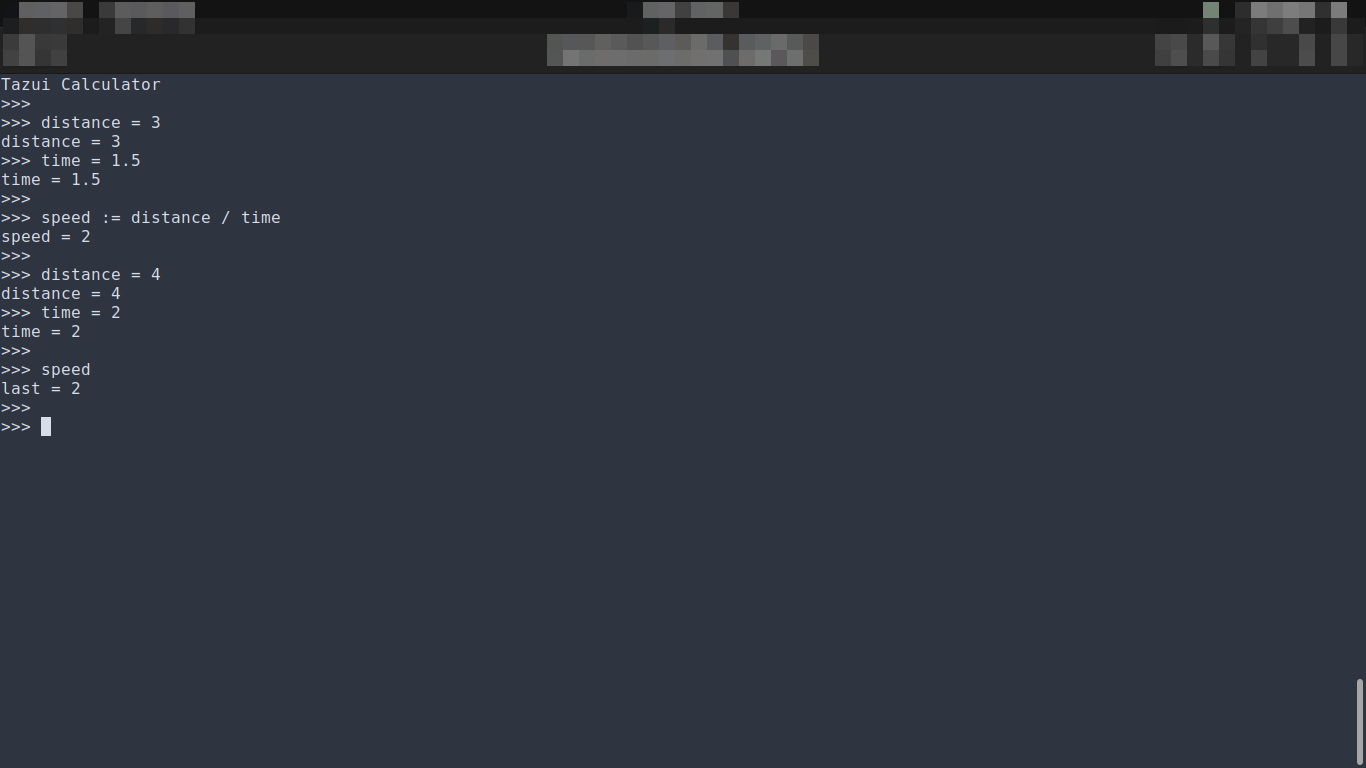 Tazui Calculator
>>>
>>> distance = 3
distance = 3
>>> time = 1.5
time = 1.5
>>>
>>> speed := distance / time
speed = 2
>>>
>>> distance = 4
distance = 4
>>> time = 2
time = 2
>>>
>>> speed
last = 2
>>>
>>>